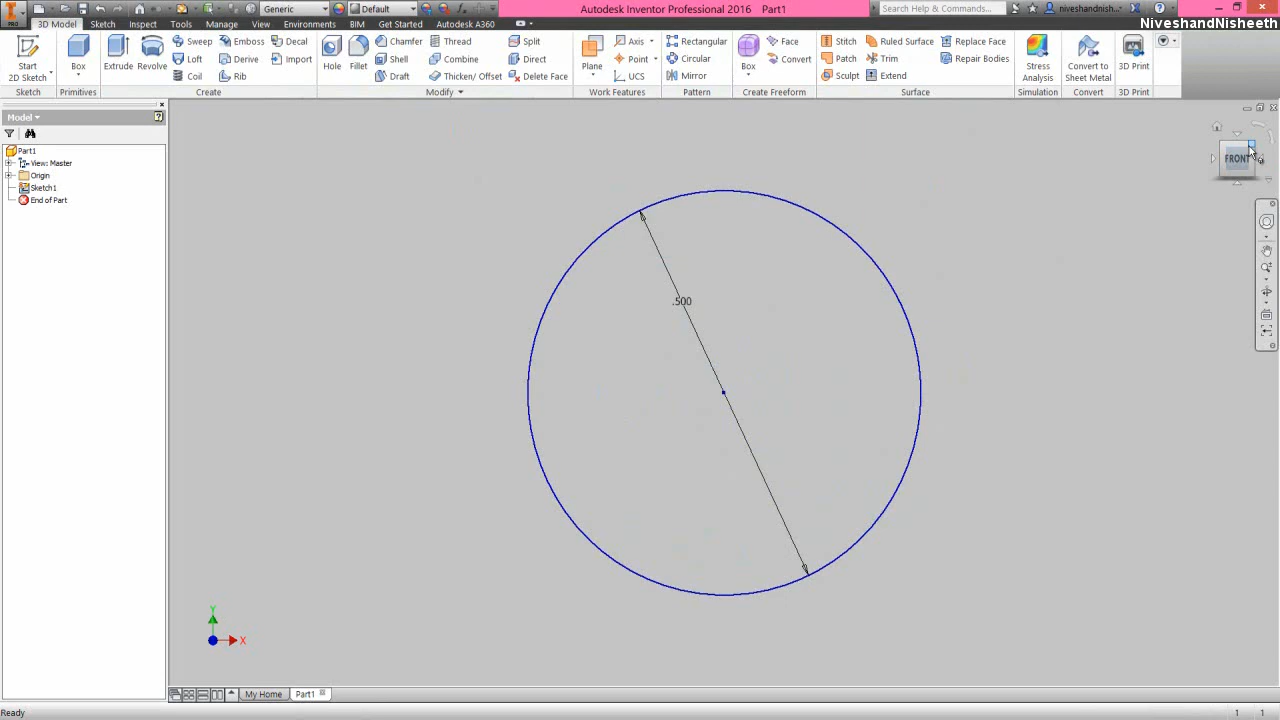 Autodesk Inventor Professional 2016 Part1
Generic
Default
Search Help & Commands...
niveshandnish...
NiveshandNisheeth
PRO
3D Model
Sketch
Inspect
Tools
Manage
View
Environments
BIM
Get Started
Autodesk A360
Start
2D Sketch
Box
Extrude
Revolve
Sweep
Loft
Coil
Emboss
Derive
Rib
Decal
Import
Hole
Fillet
Chamfer
Shell
Draft
Thread
Combine
Thicken/ Offset
Split
Direct
Delete Face
Plane
Axis
Point
UCS
Rectangular
Circular
Mirror
Box
Face
Convert
Stitch
Patch
Sculpt
Ruled Surface
Trim
Extend
Replace Face
Repair Bodies
Stress
Analysis
Convert to
Sheet Metal
3D Print
Sketch
Primitives
Create
Modify
Work Features
Pattern
Create Freeform
Surface
Simulation
Convert
3D Print
Model
Part1
View: Master
Origin
Sketch1
End of Part
FRONT
.500
Y
X
My Home
Part1
Ready
1
1